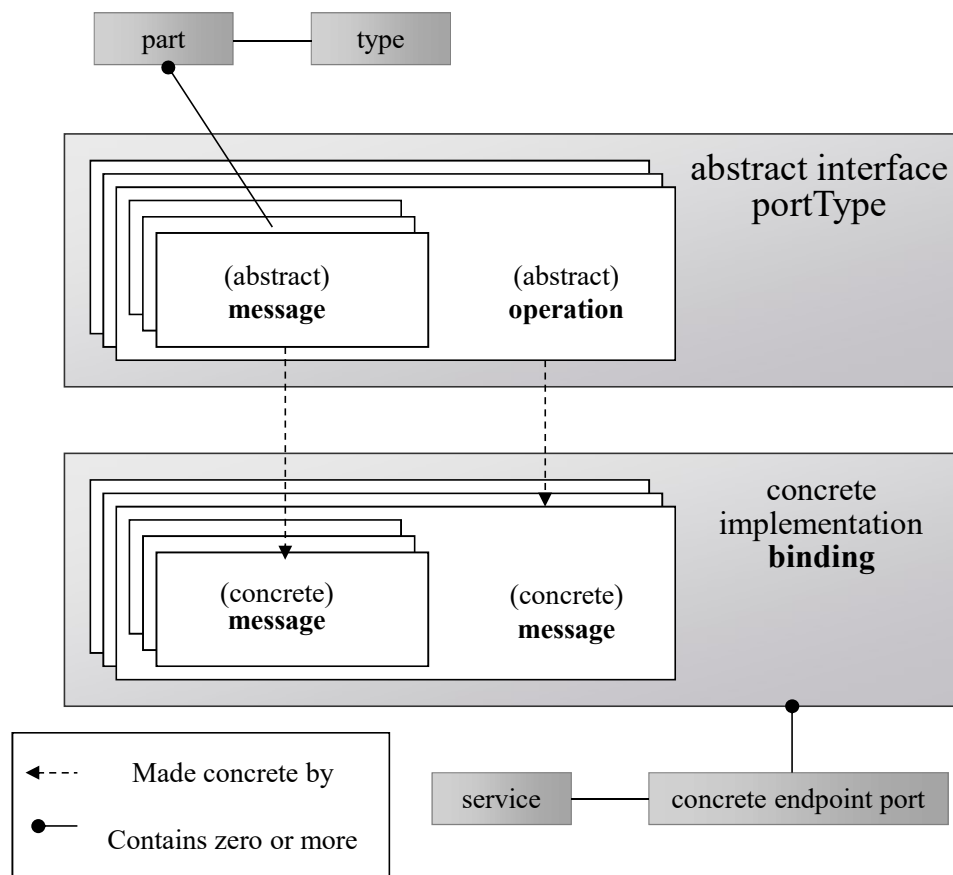 part
type
abstract interface
portType
(abstract)
message
(abstract)
operation
concrete
implementation
binding
(concrete)
message
(concrete)
message
Made concrete by
Contains zero or more
service
concrete endpoint port